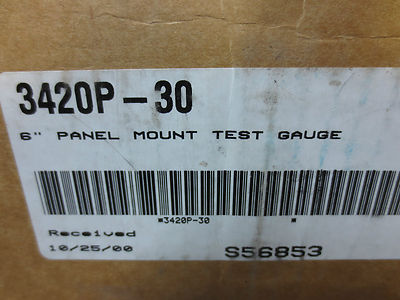 3420P-30
6" PANEL MOUNT TEST GAUGE
*3420P-30 *
Received
10/25/00
S56853